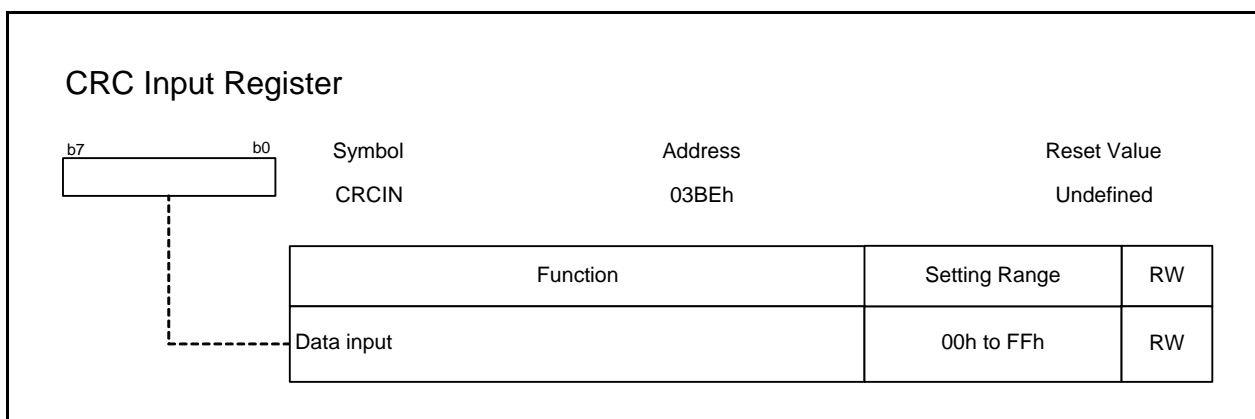 CRC Input Register
b7 b0 Symbol Address Reset Value
CRCIN 03BEh Undefined
Function Setting Range RW
Data input 00h to FFh RW